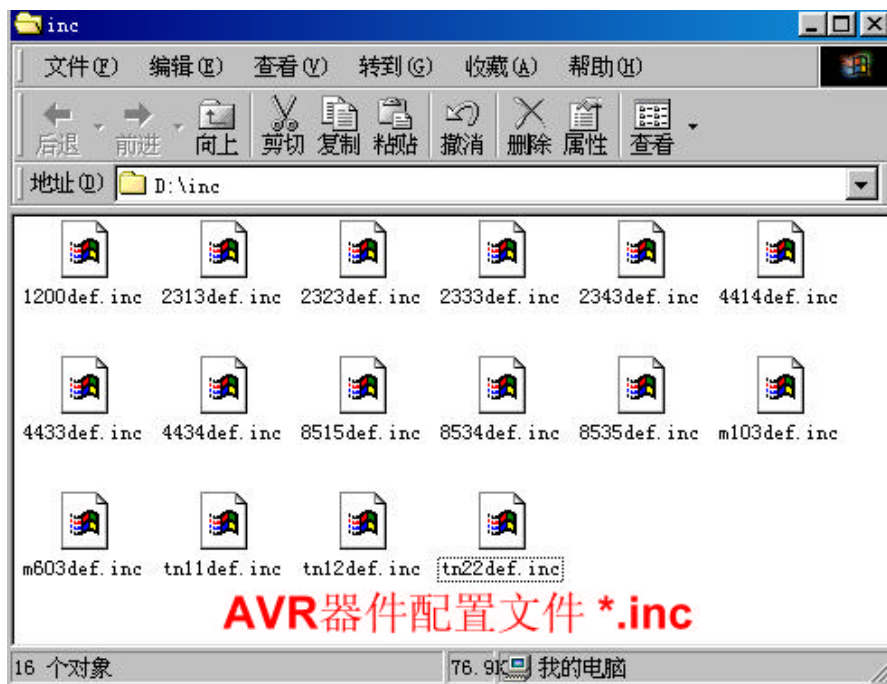 inc
文件(F) 编辑(E) 查看(V) 转到(G) 收藏(A) 帮助(H)
后退 前进 向上 剪切 复制 粘贴 撤消 删除 属性 查看
地址(D) D:\inc
1200def.inc 2313def.inc 2323def.inc 2333def.inc 2343def.inc 4414def.inc
4433def.inc 4434def.inc 8515def.inc 8534def.inc 8535def.inc m103def.inc
m603def.inc tn11def.inc tn12def.inc tn22def.inc
AVR器件配置文件 *.inc
16 个对象 76.9K 我的电脑